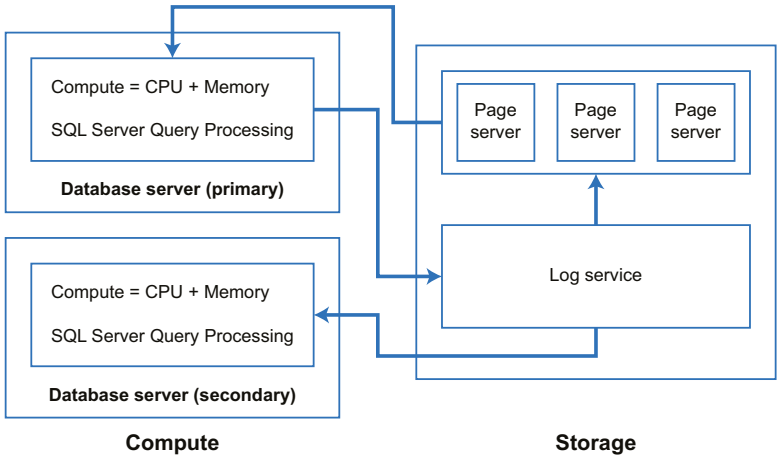 Compute = CPU + Memory
SQL Server Query Processing
Database server (primary)
Compute = CPU + Memory
SQL Server Query Processing
Database server (secondary)
Compute
Page
server
Page
server
Page
server
Log service
Storage